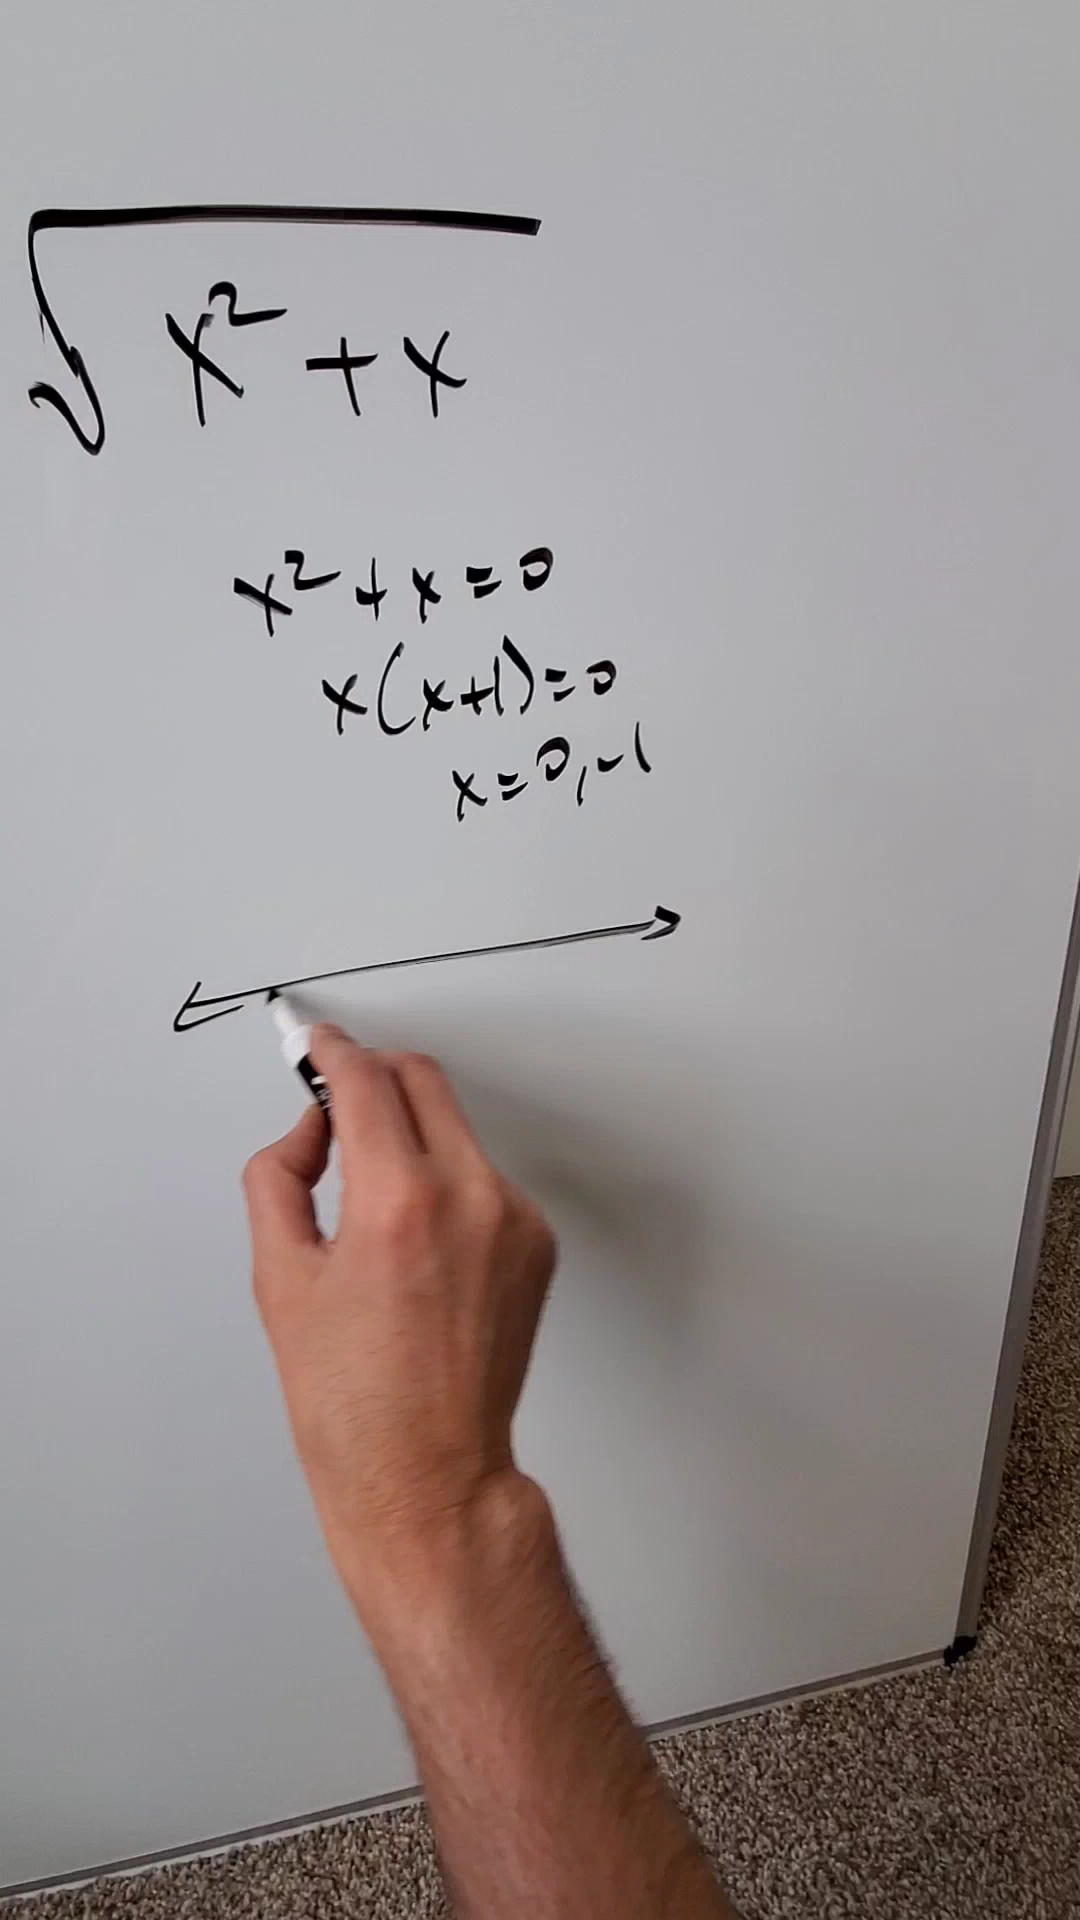 √(x² + x)
x² + x = 0
x(x+1) = 0
x = 0, -1